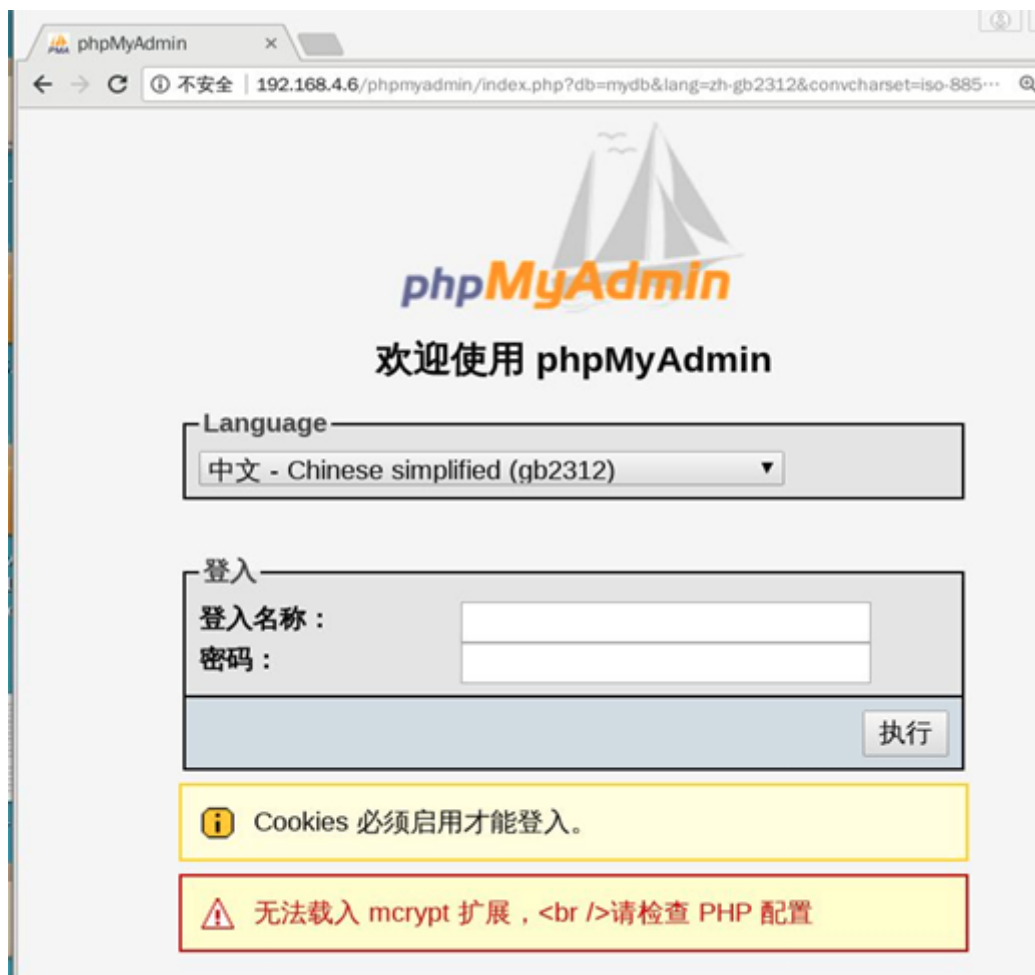 phpMyAdmin
不安全 | 192.168.4.6/phpmyadmin/index.php?db=mydb&lang=zh-gb2312&convcharset=iso-885…
phpMyAdmin
欢迎使用 phpMyAdmin
Language
中文 - Chinese simplified (gb2312)
登入
登入名称：
密码：
执行
Cookies 必须启用才能登入。
无法载入 mcrypt 扩展，<br />请检查 PHP 配置